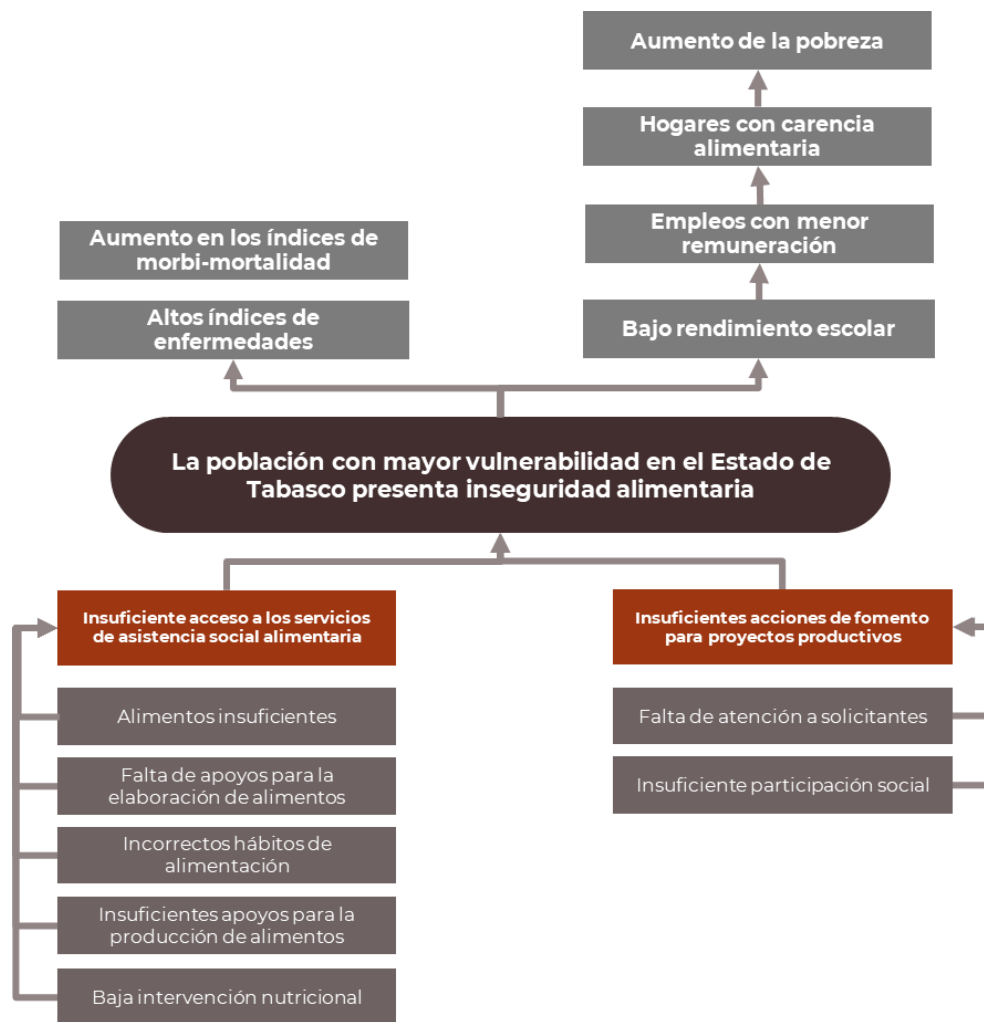 Aumento de la pobreza
Hogares con carencia
alimentaria
Empleos con menor
remuneración
Aumento en los índices de
morbi-mortalidad
Altos índices de
enfermedades
Bajo rendimiento escolar
La población con mayor vulnerabilidad en el Estado de
Tabasco presenta inseguridad alimentaria
Insuficiente acceso a los servicios
de asistencia social alimentaria
Alimentos insuficientes
Falta de apoyos para la
elaboración de alimentos
Incorrectos hábitos de
alimentación
Insuficientes apoyos para la
producción de alimentos
Baja intervención nutricional
Insuficientes acciones de fomento
para proyectos productivos
Falta de atención a solicitantes
Insuficiente participación social